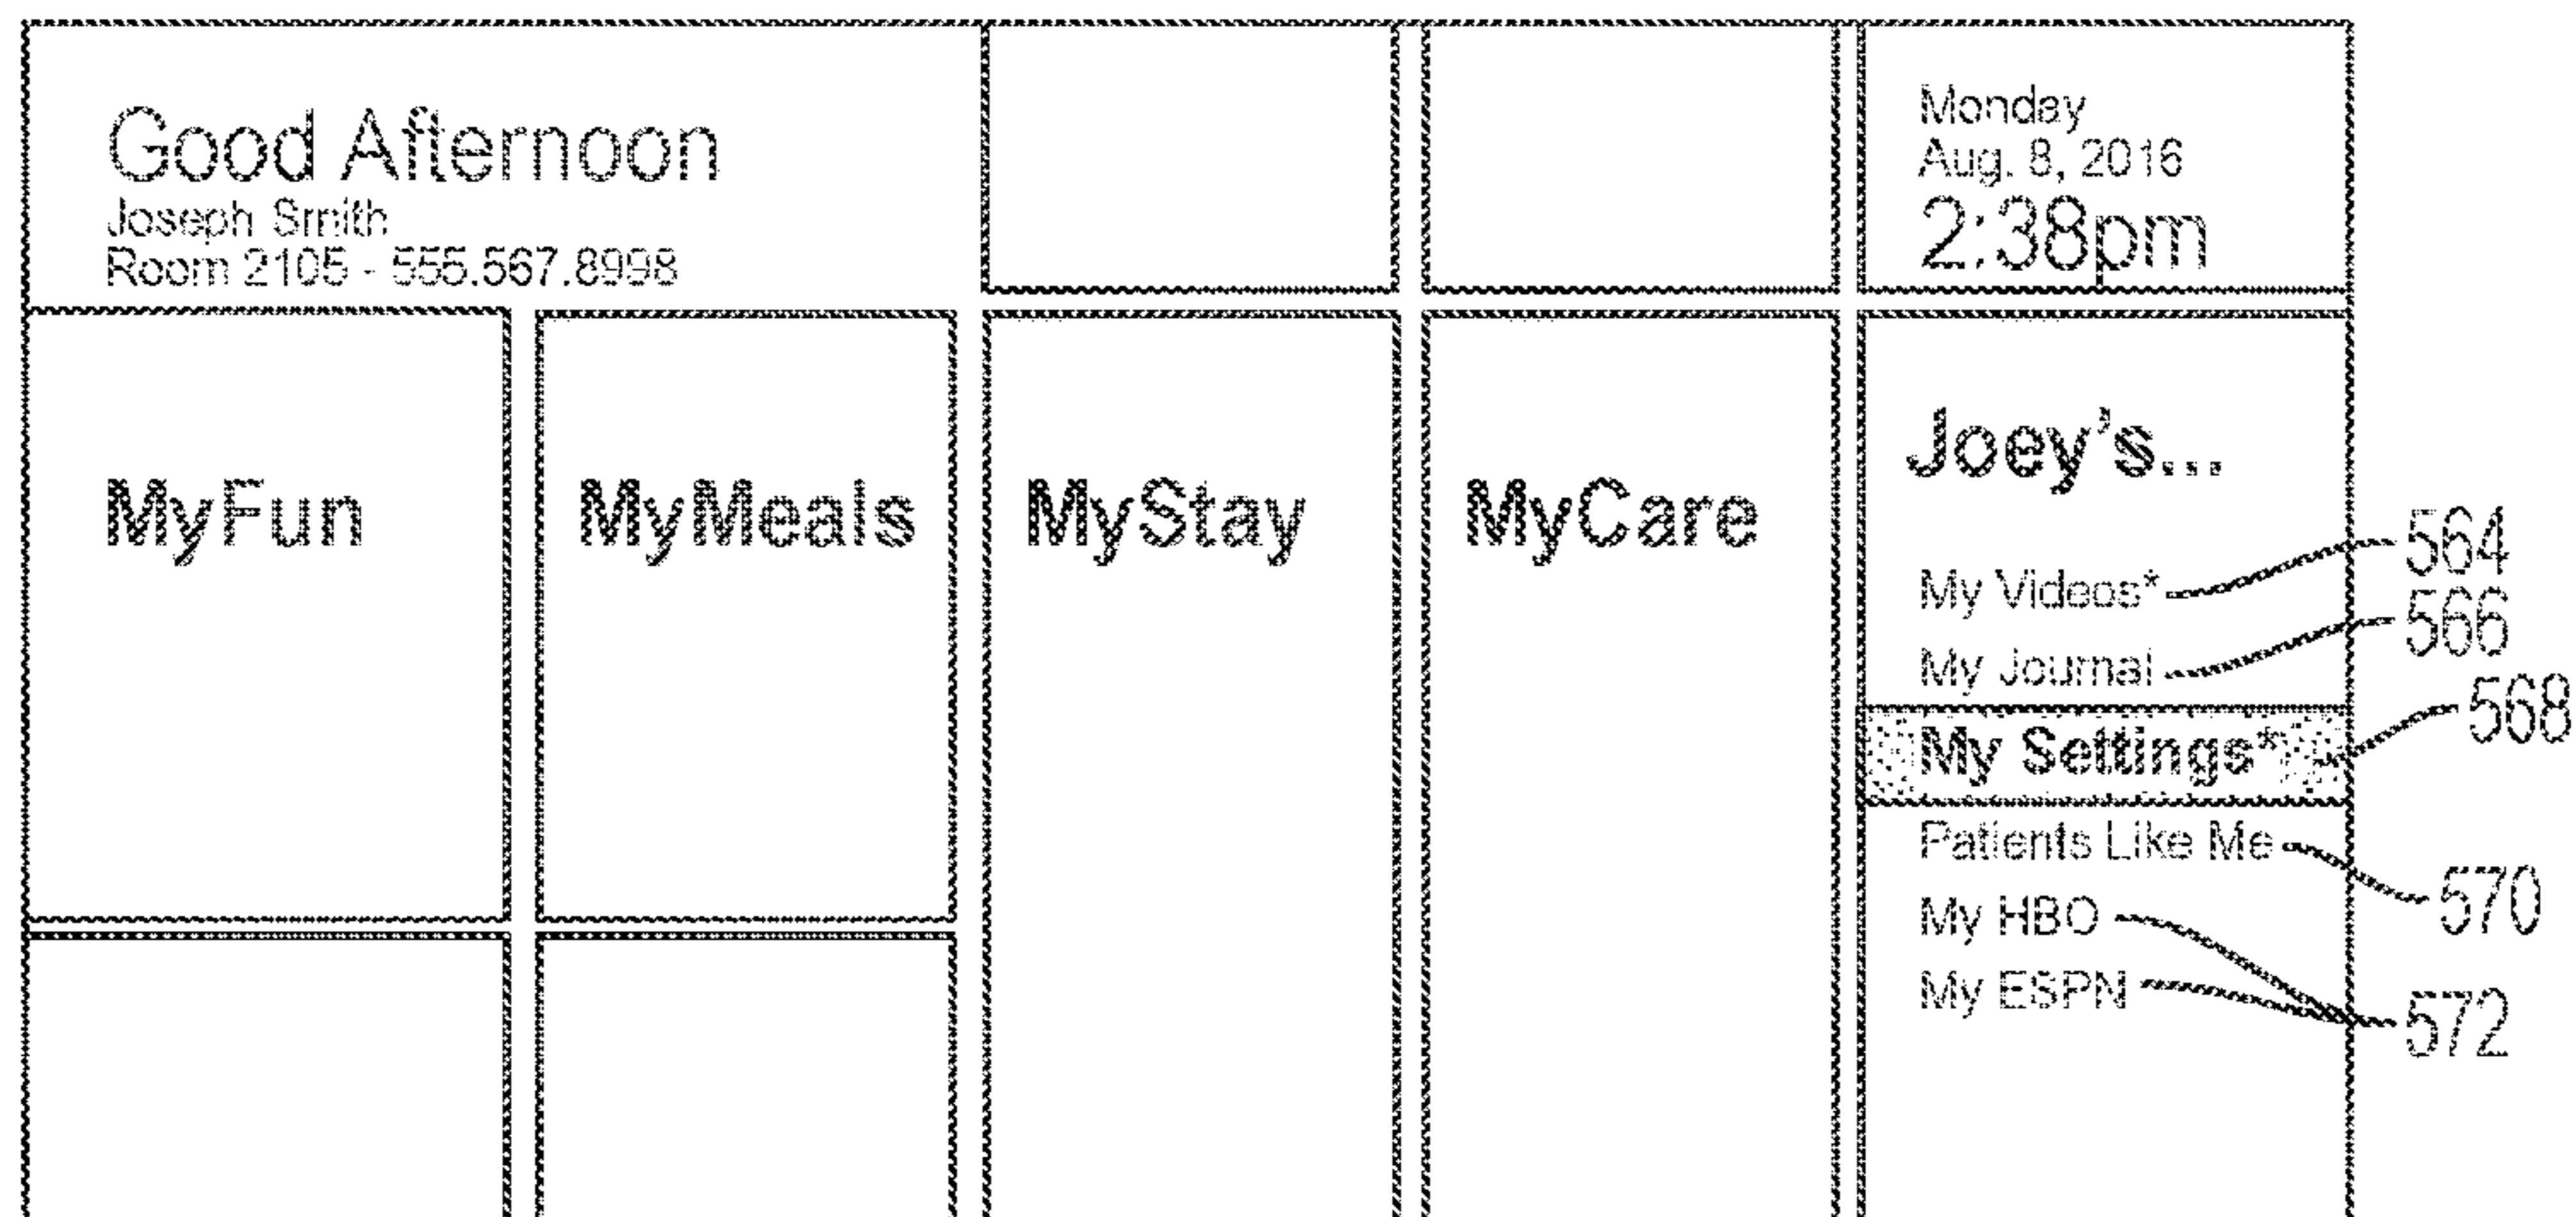 Good Afternoon
Joseph Smith
Room 2105 - 555.567.8998
Monday
Aug. 8, 2016
2:38pm
MyFun
MyMeals
MyStay
MyCare
Joey's...
My Videos* 564
My Journal 566
My Settings* 568
Patients Like Me 570
My HBO
My ESPN 572